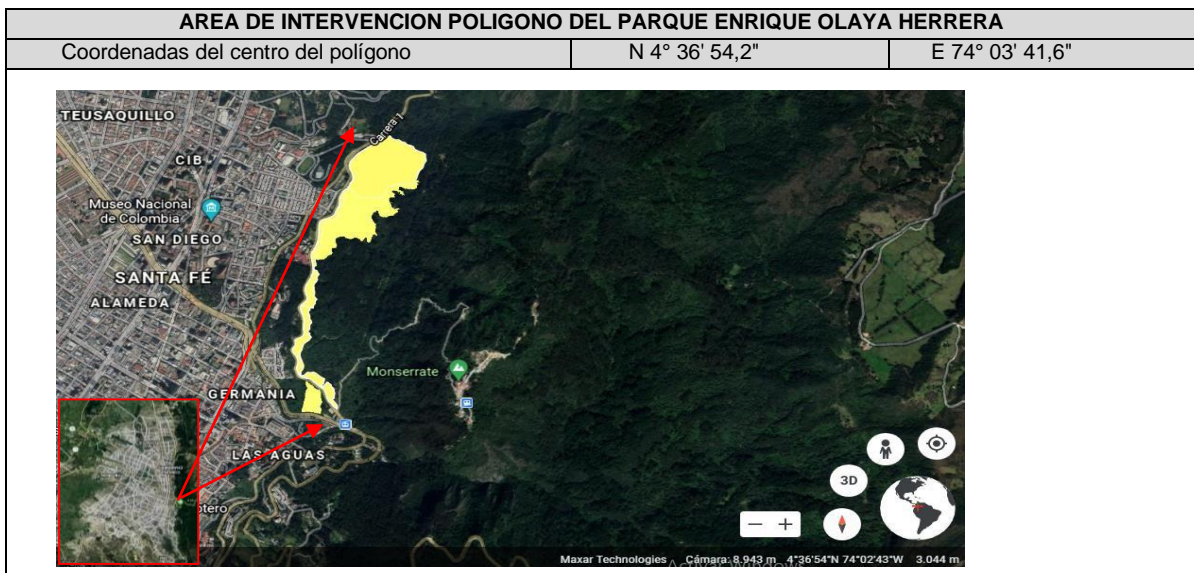 AREA DE INTERVENCION POLIGONO DEL PARQUE ENRIQUE OLAYA HERRERA
Coordenadas del centro del polígono N 4° 36' 54,2" E 74° 03' 41,6"
TEUSAQUILLO
Carrera 1
CIB
Museo Nacional
de Colombia
SAN DIEGO
SANTA FÉ
ALAMEDA
Monserrate
GERMANIA
LAS AGUAS
otero
3D
Maxar Technologies Cámara: 8.943 m 4°36'54"N 74°02'43"W 3.044 m